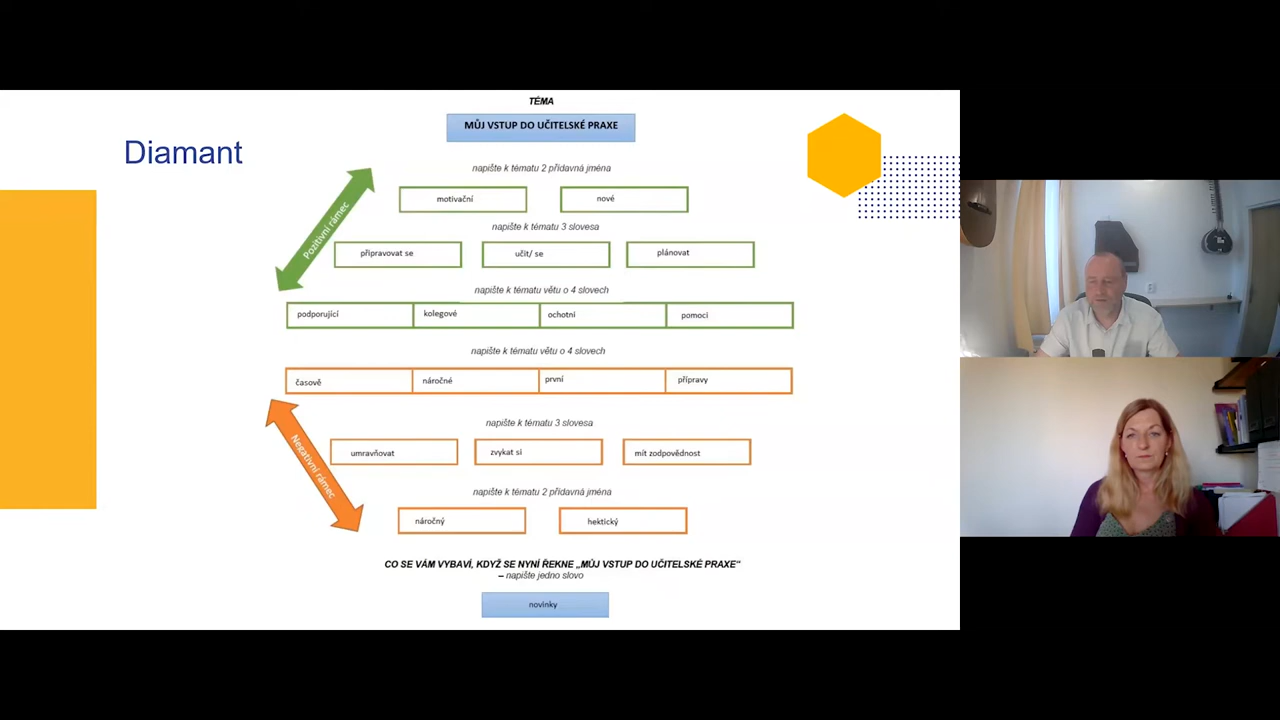 TÉMA
MŮJ VSTUP DO UČITELSKÉ PRAXE
Diamant
napište k tématu 2 přídavná jména
motivační nové
napište k tématu 3 slovesa
Pozitivní rámec
připravovat se učit/ se plánovat
napište k tématu větu o 4 slovech
podporující kolegové ochotni pomoci
napište k tématu větu o 4 slovech
časově náročné první přípravy
napište k tématu 3 slovesa
Negativní rámec
umravňovat zvykat si mít zodpovědnost
napište k tématu 2 přídavná jména
náročný hektický
CO SE VÁM VYBAVÍ, KDYŽ SE NYNÍ ŘEKNE „MŮJ VSTUP DO UČITELSKÉ PRAXE“
– napište jedno slovo
novinky